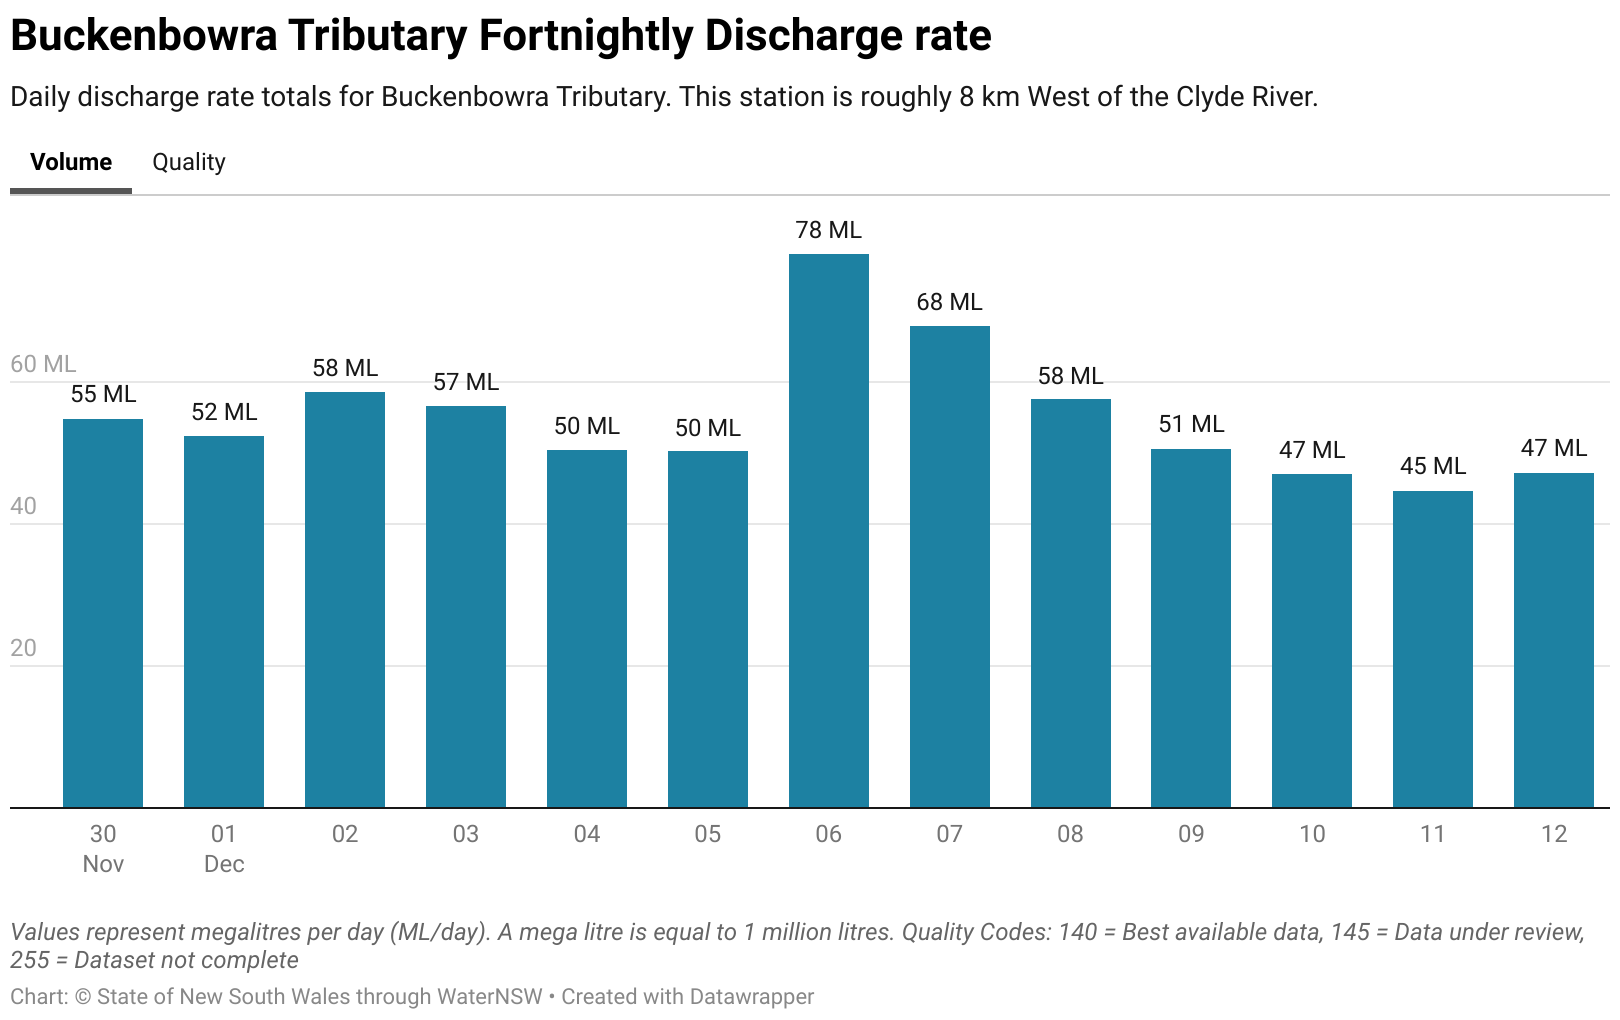 Buckenbowra Tributary Fortnightly Discharge rate
Daily discharge rate totals for Buckenbowra Tributary. This station is roughly 8 km West of the Clyde River.
Volume Quality
78 ML
68 ML
60 ML
58 ML
57 ML
58 ML
55 ML
52 ML
50 ML
50 ML
51 ML
47 ML
45 ML
47 ML
40
20
30 01 02 03 04 05 06 07 08 09 10 11 12
Nov Dec
Values represent megalitres per day (ML/day). A mega litre is equal to 1 million litres. Quality Codes: 140 = Best available data, 145 = Data under review,
255 = Dataset not complete
Chart: © State of New South Wales through WaterNSW • Created with Datawrapper